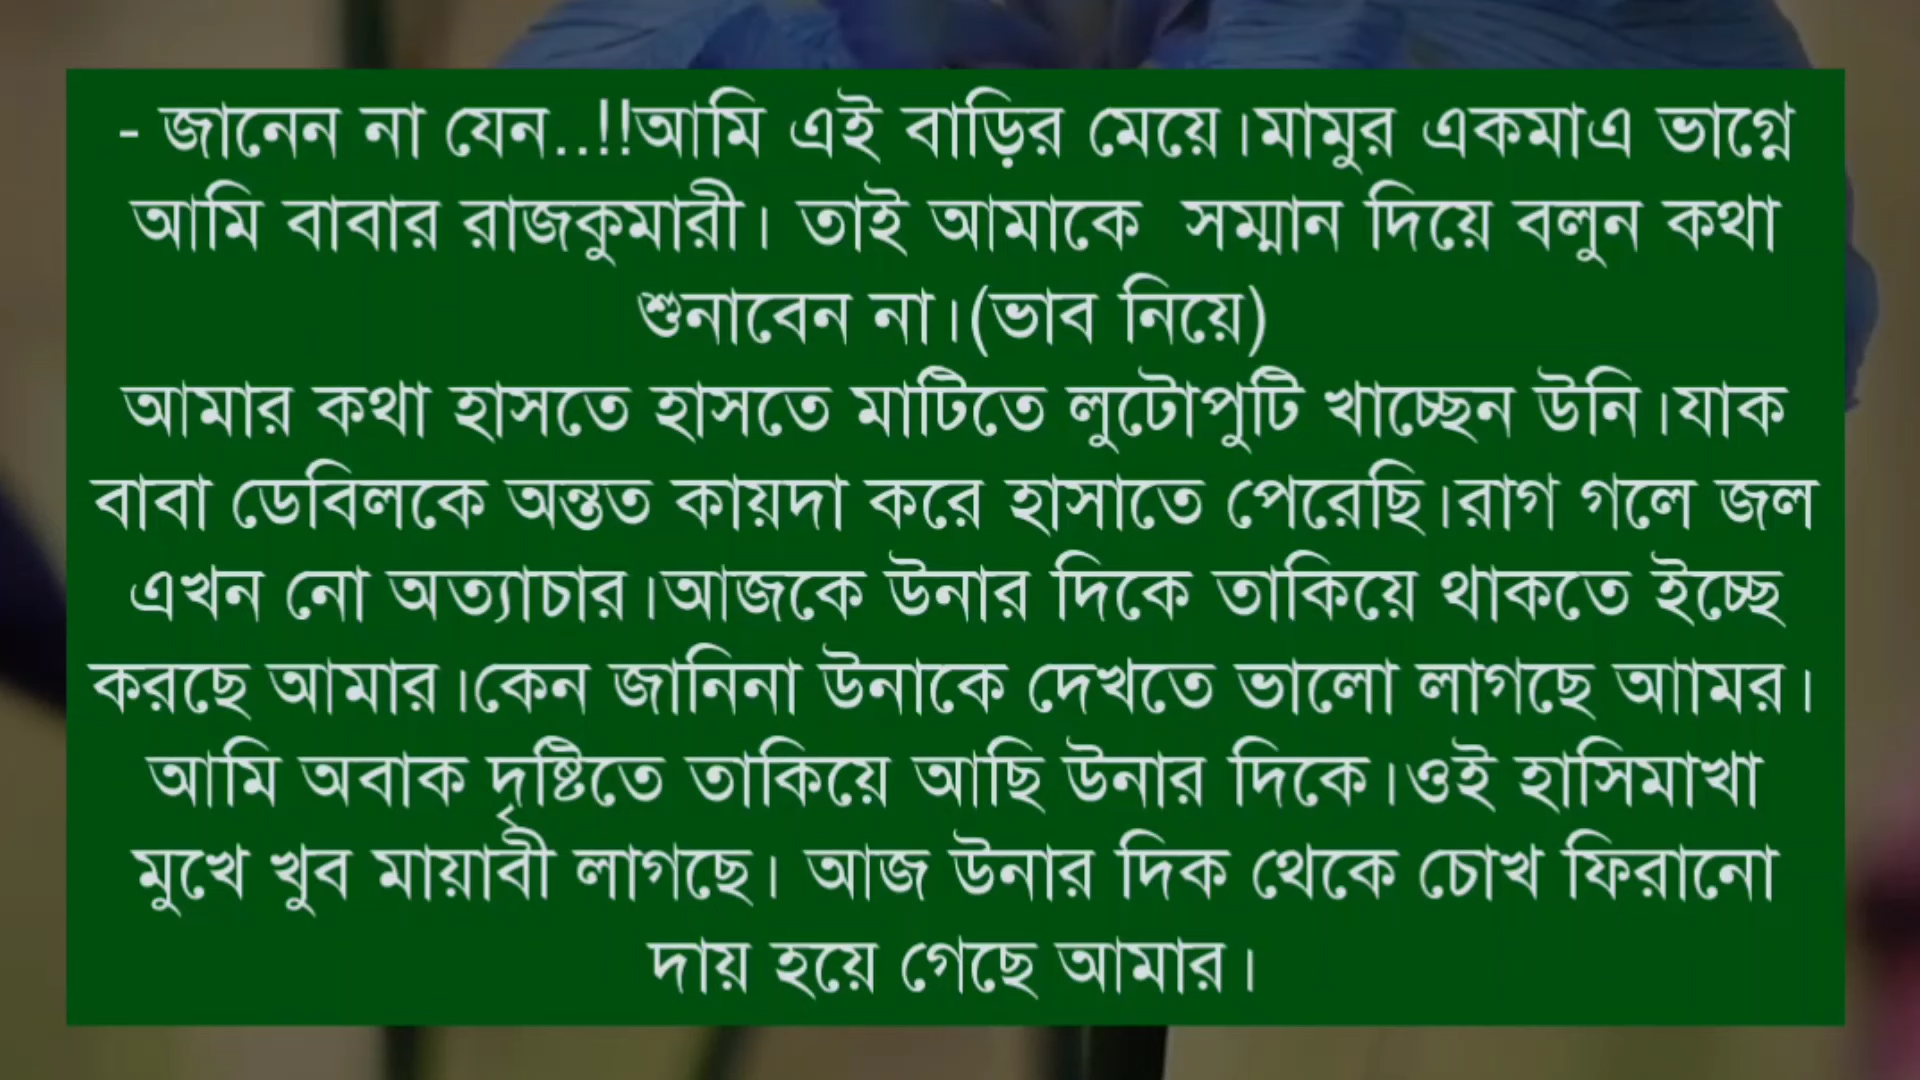 - জানেন না যেন..!!আমি এই বাড়ির মেয়ে।মামুর একমাএ ভাগ্নে
আমি বাবার রাজকুমারী। তাই আমাকে সম্মান দিয়ে বলুন কথা
শুনাবেন না।(ভাব নিয়ে)
আমার কথা হাসতে হাসতে মাটিতে লুটোপুটি খাচ্ছেন উনি।যাক
বাবা ডেবিলকে অন্তত কায়দা করে হাসাতে পেরেছি।রাগ গলে জল
এখন নো অত্যাচার।আজকে উনার দিকে তাকিয়ে থাকতে ইচ্ছে
করছে আমার।কেন জানিনা উনাকে দেখতে ভালো লাগছে আামর।
আমি অবাক দৃষ্টিতে তাকিয়ে আছি উনার দিকে।ওই হাসিমাখা
মুখে খুব মায়াবী লাগছে। আজ উনার দিক থেকে চোখ ফিরানো
দায় হয়ে গেছে আমার।